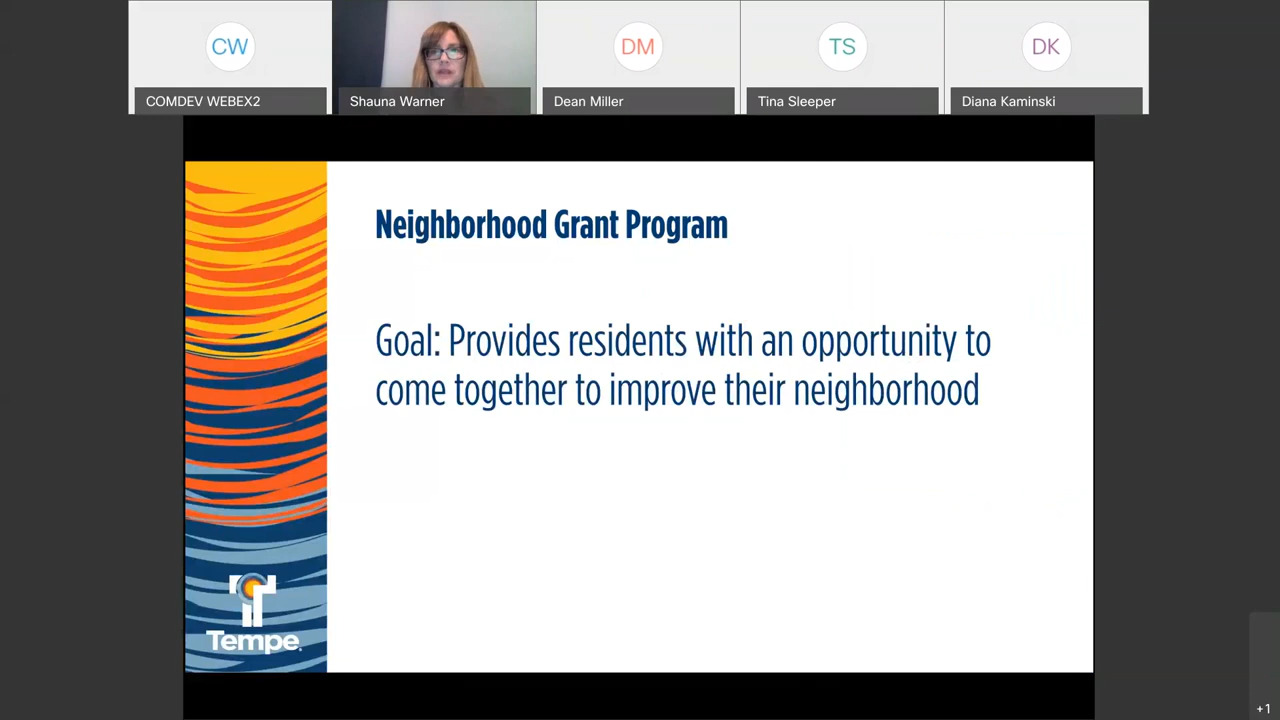 CW
COMDEV WEBEX2
Shauna Warner
DM
Dean Miller
TS
Tina Sleeper
DK
Diana Kaminski
Neighborhood Grant Program
Goal: Provides residents with an opportunity to
come together to improve their neighborhood
Tempe.
+1